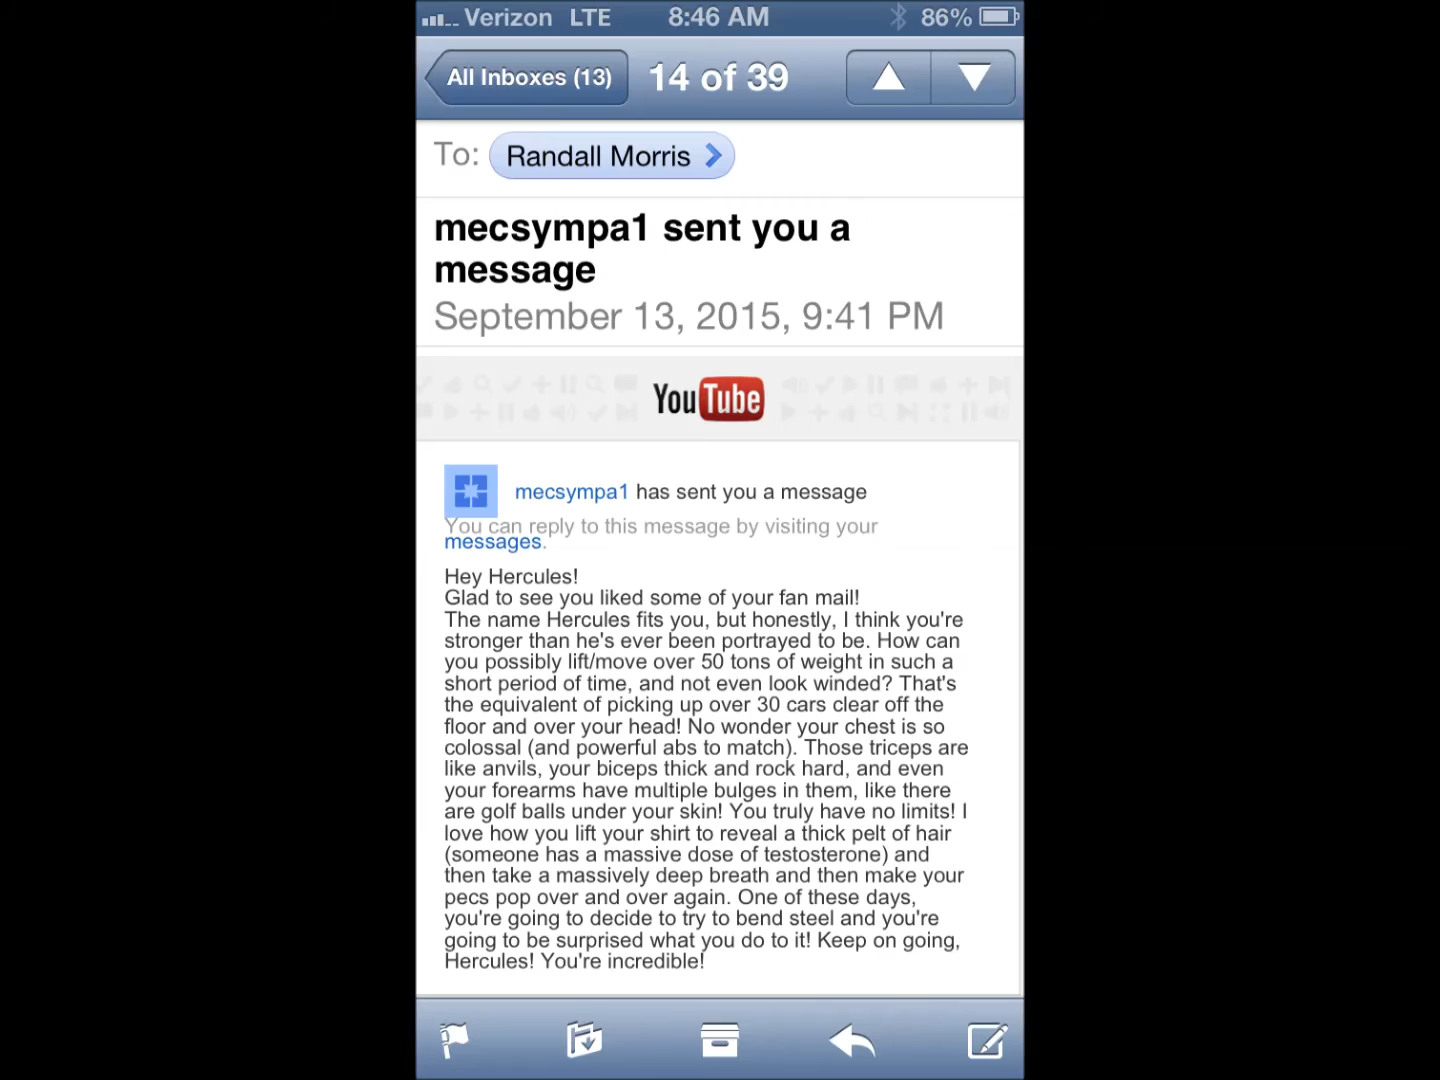 Verizon LTE 8:46 AM 86%
All Inboxes (13) 14 of 39
To: Randall Morris
mecsympa1 sent you a
message
September 13, 2015, 9:41 PM
YouTube
mecsympa1 has sent you a message
You can reply to this message by visiting your
messages.
Hey Hercules!
Glad to see you liked some of your fan mail!
The name Hercules fits you, but honestly, I think you're
stronger than he's ever been portrayed to be. How can
you possibly lift/move over 50 tons of weight in such a
short period of time, and not even look winded? That's
the equivalent of picking up over 30 cars clear off the
floor and over your head! No wonder your chest is so
colossal (and powerful abs to match). Those triceps are
like anvils, your biceps thick and rock hard, and even
your forearms have multiple bulges in them, like there
are golf balls under your skin! You truly have no limits! I
love how you lift your shirt to reveal a thick pelt of hair
(someone has a massive dose of testosterone) and
then take a massively deep breath and then make your
pecs pop over and over again. One of these days,
you're going to decide to try to bend steel and you're
going to be surprised what you do to it! Keep on going,
Hercules! You're incredible!